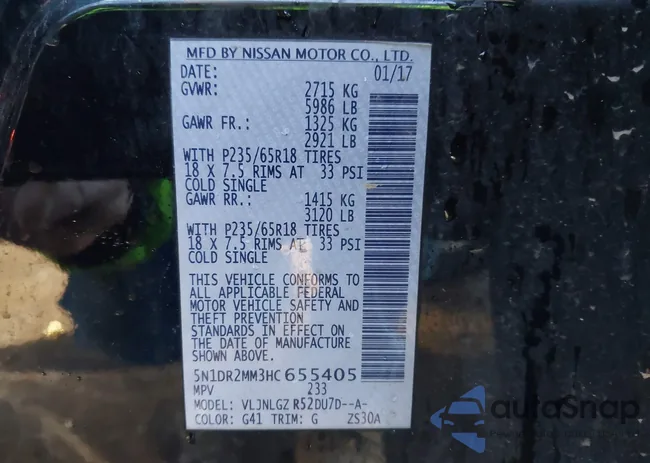 MFD BY NISSAN MOTOR CO., LTD.
DATE: 01/17
GVWR: 2715 KG
5986 LB
GAWR FR.: 1325 KG
2921 LB
WITH P235/65R18 TIRES
18 X 7.5 RIMS AT 33 PSI
COLD SINGLE
GAWR RR.: 1415 KG
3120 LB
WITH P235/65R18 TIRES
18 X 7.5 RIMS AT 33 PSI
COLD SINGLE
THIS VEHICLE CONFORMS TO
ALL APPLICABLE FEDERAL
MOTOR VEHICLE SAFETY AND
THEFT PREVENTION
STANDARDS IN EFFECT ON
THE DATE OF MANUFACTURE
SHOWN ABOVE.
5N1DR2MM3HC655405
MPV 233
MODEL: VLJNLGZ R52DU7D--A-
COLOR: G41 TRIM: G ZS30A
autoSnap